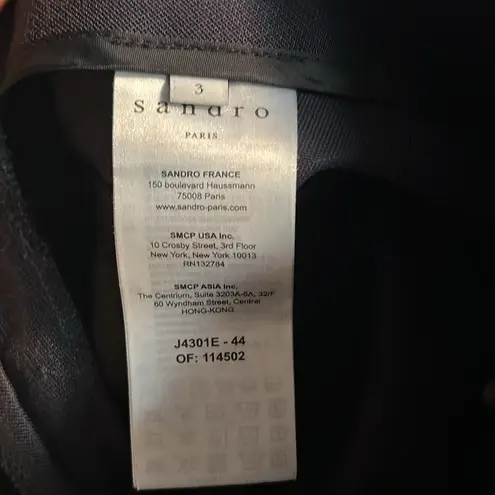 3
sandro
PARIS
SANDRO FRANCE
150 boulevard Haussmann
75008 Paris
www.sandro-paris.com
SMCP USA Inc.
10 Crosby Street, 3rd Floor
New York, New York 10013
RN132784
SMCP ASIA Inc.
The Centrium, Suite 3203A-5A, 32/F
60 Wyndham Street, Central
HONG-KONG
J4301E - 44
OF: 114502